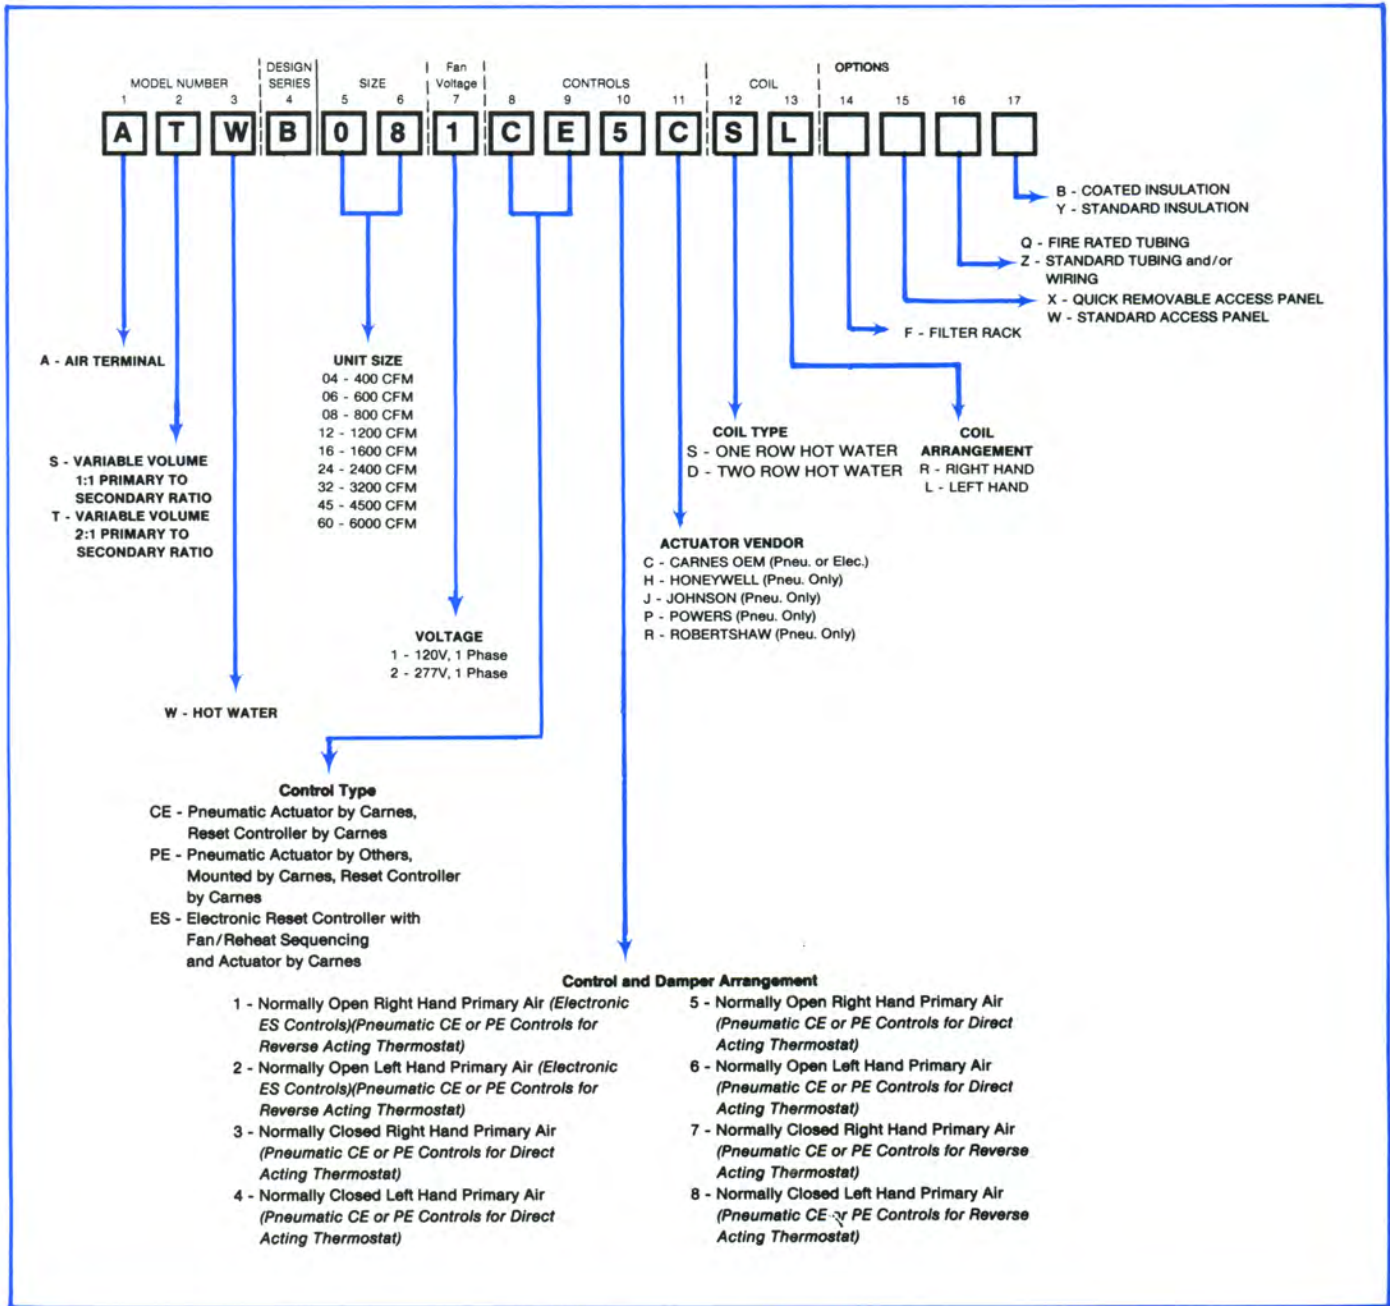 DESIGN Fan OPTIONS
MODEL NUMBER SERIES SIZE Voltage CONTROLS COIL
1 2 3 4 5 6 7 8 9 10 11 12 13 14 15 16 17
A T W B 0 8 1 C E 5 C S L
B - COATED INSULATION
Y - STANDARD INSULATION
Q - FIRE RATED TUBING
Z - STANDARD TUBING and/or
WIRING
X - QUICK REMOVABLE ACCESS PANEL
W - STANDARD ACCESS PANEL
F - FILTER RACK
A - AIR TERMINAL
S - VARIABLE VOLUME
1:1 PRIMARY TO
SECONDARY RATIO
T - VARIABLE VOLUME
2:1 PRIMARY TO
SECONDARY RATIO
W - HOT WATER
UNIT SIZE
04 - 400 CFM
06 - 600 CFM
08 - 800 CFM
12 - 1200 CFM
16 - 1600 CFM
24 - 2400 CFM
32 - 3200 CFM
45 - 4500 CFM
60 - 6000 CFM
VOLTAGE
1 - 120V, 1 Phase
2 - 277V, 1 Phase
COIL TYPE
S - ONE ROW HOT WATER
D - TWO ROW HOT WATER
COIL
ARRANGEMENT
R - RIGHT HAND
L - LEFT HAND
ACTUATOR VENDOR
C - CARNES OEM (Pneu. or Elec.)
H - HONEYWELL (Pneu. Only)
J - JOHNSON (Pneu. Only)
P - POWERS (Pneu. Only)
R - ROBERTSHAW (Pneu. Only)
Control Type
CE - Pneumatic Actuator by Carnes,
Reset Controller by Carnes
PE - Pneumatic Actuator by Others,
Mounted by Carnes, Reset Controller
by Carnes
ES - Electronic Reset Controller with
Fan/Reheat Sequencing
and Actuator by Carnes
Control and Damper Arrangement
1 - Normally Open Right Hand Primary Air (Electronic
ES Controls)(Pneumatic CE or PE Controls for
Reverse Acting Thermostat)
2 - Normally Open Left Hand Primary Air (Electronic
ES Controls)(Pneumatic CE or PE Controls for
Reverse Acting Thermostat)
3 - Normally Closed Right Hand Primary Air
(Pneumatic CE or PE Controls for Direct
Acting Thermostat)
4 - Normally Closed Left Hand Primary Air
(Pneumatic CE or PE Controls for Direct
Acting Thermostat)
5 - Normally Open Right Hand Primary Air
(Pneumatic CE or PE Controls for Direct
Acting Thermostat)
6 - Normally Open Left Hand Primary Air
(Pneumatic CE or PE Controls for Direct
Acting Thermostat)
7 - Normally Closed Right Hand Primary Air
(Pneumatic CE or PE Controls for Reverse
Acting Thermostat)
8 - Normally Closed Left Hand Primary Air
(Pneumatic CE or PE Controls for Reverse
Acting Thermostat)